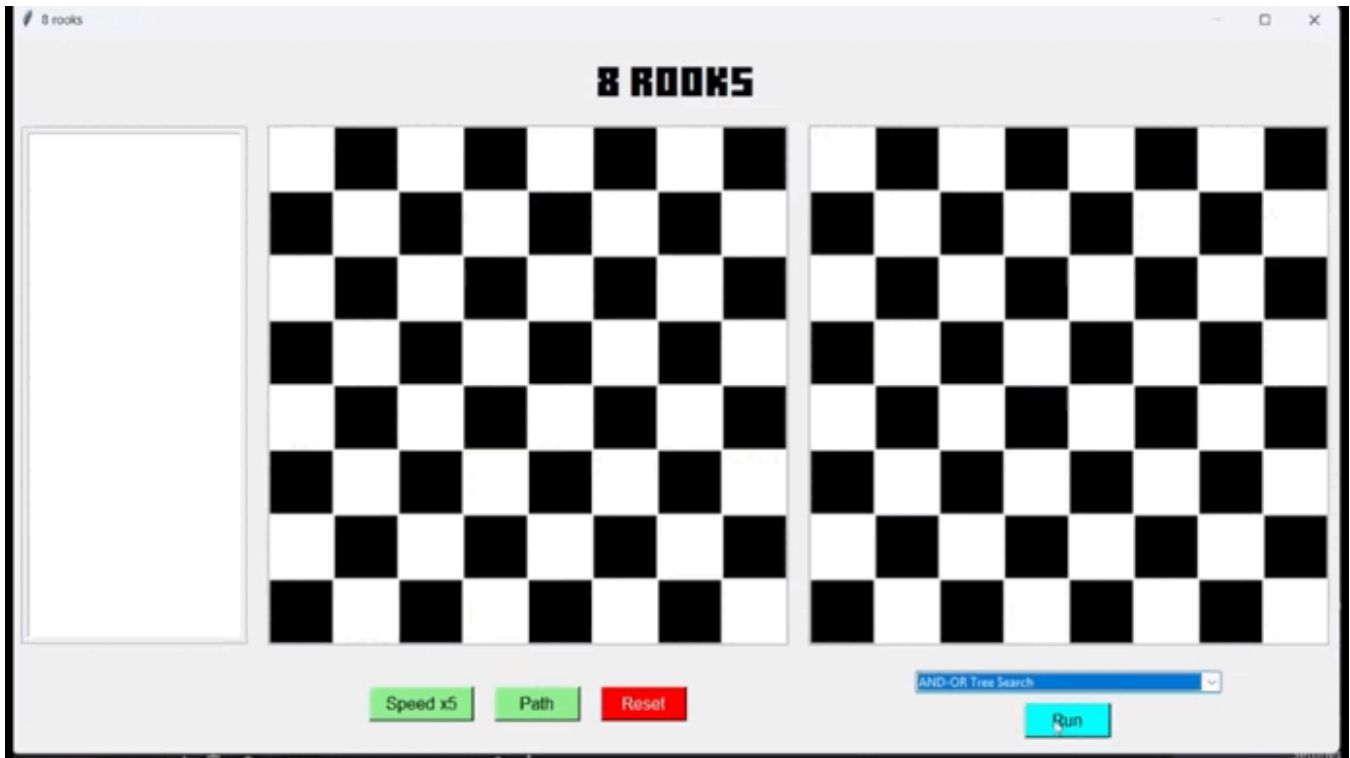 8 rooks
8 ROOKS
AND-OR Tree Search
Speed x5
Path
Reset
Run